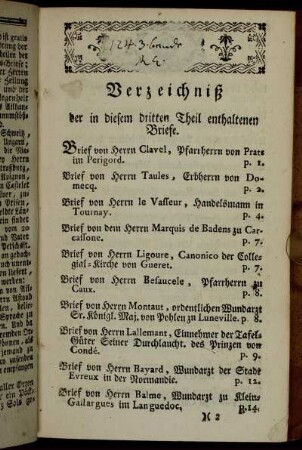 Verzeichniß
der in diesem dritten Theil enthaltenen
Briefe.
Brief von Herrn Clavel, Pfarrherrn von Prats
im Perigord. p. 1.
Brief von Herrn Taules, Erbherrn von Do-
mecq. p. 2.
Brief von Herrn le Vasseur, Handelsmann in
Tournay. p. 4.
Brief von dem Herrn Marquis de Badens zu Car-
cassone. p. 7.
Brief von Herrn Ligoure, Canonico der Colle-
gial-Kirche von Gueret. p. 7.
Brief von Herrn Besaucele, Pfarrherrn zu
Caux. p. 8.
Brief von Herrn Montaut, ordentlichen Wundarzt
Sr. Königl. Maj. von Pohlen zu Luneville. p. 8.
Brief von Herrn Lallemant, Einnehmer der Tafel-
Güter Seiner Durchlaucht, des Prinzen von
Condé. p. 9.
Brief von Herrn Bayard, Wundarzt der Stadt
Evreux in der Normandie. p. 12.
Brief von Herrn Balme, Wundarzt zu Klein-
Gallargues im Languedoc, p. 14.
K 2